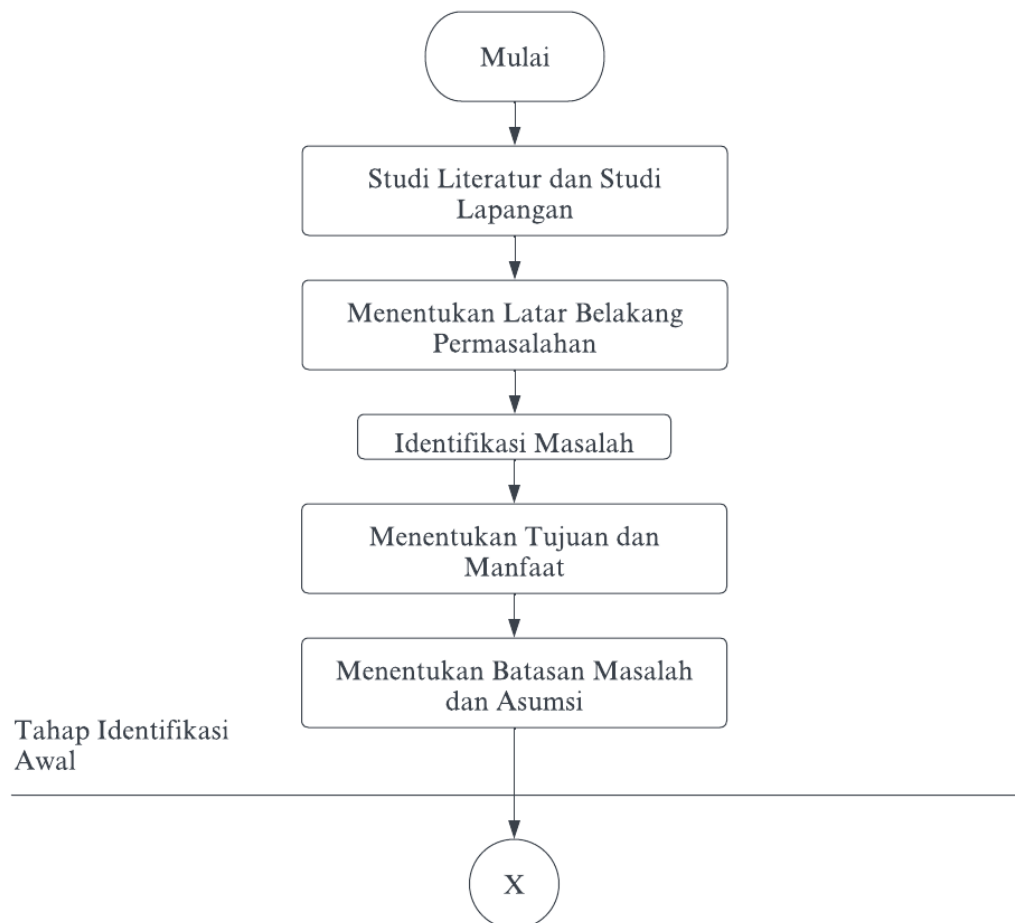 Mulai
Studi Literatur dan Studi
Lapangan
Menentukan Latar Belakang
Permasalahan
Identifikasi Masalah
Menentukan Tujuan dan
Manfaat
Menentukan Batasan Masalah
dan Asumsi
Tahap Identifikasi
Awal
X